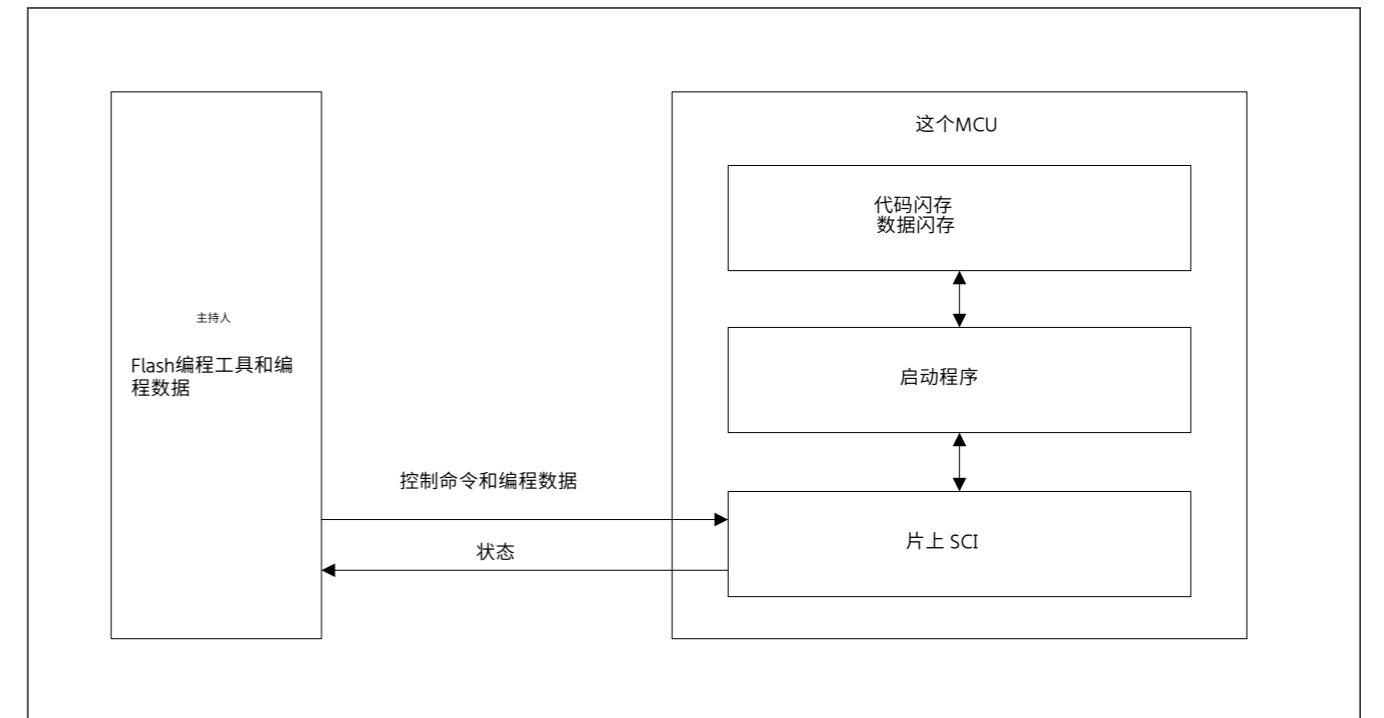 这个MCU
代码闪存
数据闪存
主持人
Flash编程工具和编
程数据
启动程序
控制命令和编程数据
状态
片上 SCI